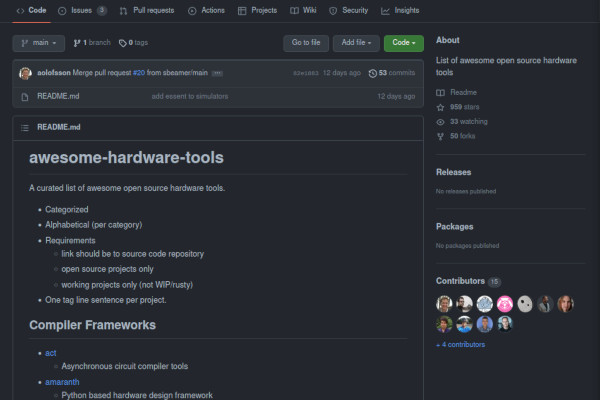 Code Issues 3 Pull requests Actions Projects Wiki Security Insights
main 1 branch 0 tags Go to file Add file Code
aolofsson Merge pull request #20 from sbeamer/main 12 days ago 53 commits
README.md add essent to simulators 12 days ago
README.md
awesome-hardware-tools
A curated list of awesome open source hardware tools.
Categorized
Alphabetical (per category)
Requirements
link should be to source code repository
open source projects only
working projects only (not WIP/rusty)
One tag line sentence per project.
Compiler Frameworks
act
Asynchronous circuit compiler tools
amaranth
Python based hardware design framework
About
List of awesome open source hardware
tools
Readme
959 stars
33 watching
50 forks
Releases
No releases published
Packages
No packages published
Contributors 15
+ 4 contributors